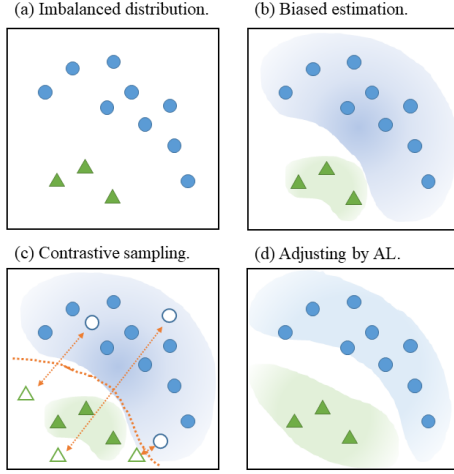 (a) Imbalanced distribution.
(b) Biased estimation.
(c) Contrastive sampling.
(d) Adjusting by AL.